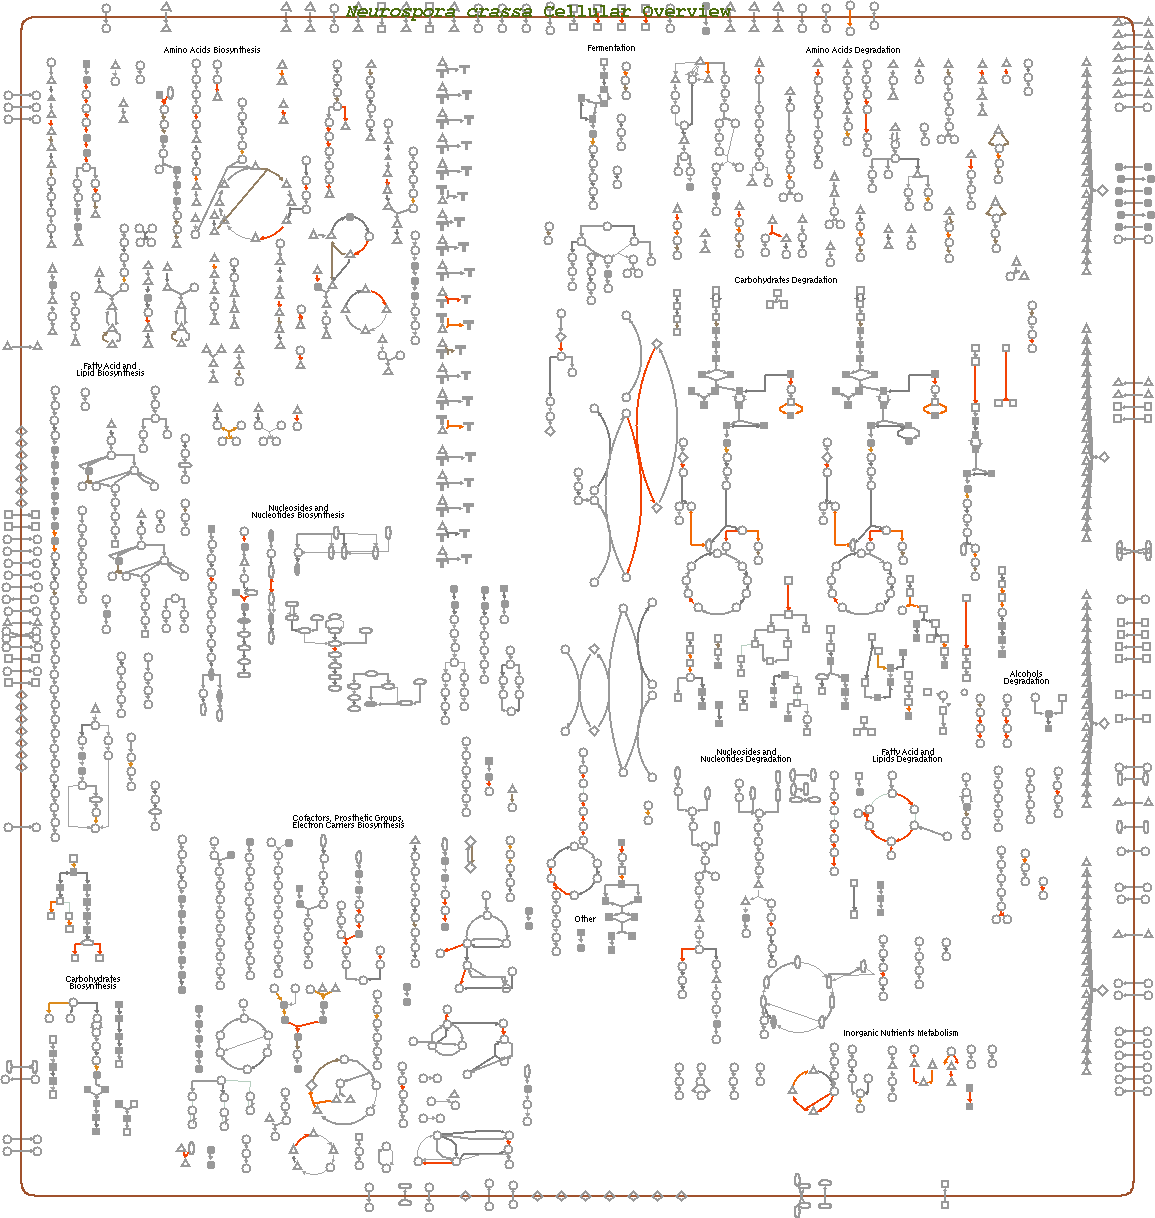 Neurospora crassa Cellular Overview
Amino Acids Biosynthesis
Fermentation
Amino Acids Degradation
Carbohydrates Degradation
Fatty Acid and
Lipid Biosynthesis
Nucleosides and
Nucleotides Biosynthesis
Alcohols
Degradation
Nucleosides and
Nucleotides Degradation
Fatty Acid and
Lipids Degradation
Cofactors, Prosthetic Groups,
Electron Carriers Biosynthesis
Other
Carbohydrates
Biosynthesis
Inorganic Nutrients Metabolism